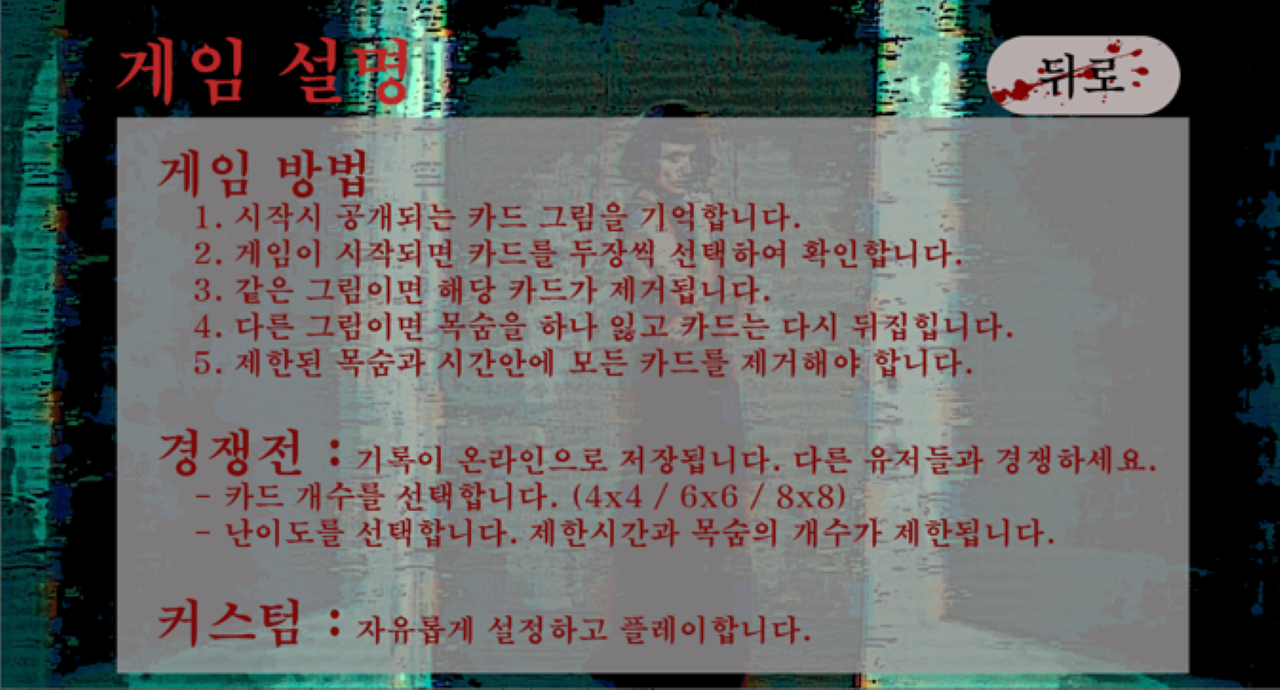 게임 설명
뒤로
게임 방법
1. 시작시 공개되는 카드 그림을 기억합니다.
2. 게임이 시작되면 카드를 두장씩 선택하여 확인합니다.
3. 같은 그림이면 해당 카드가 제거됩니다.
4. 다른 그림이면 목숨을 하나 잃고 카드는 다시 뒤집힙니다.
5. 제한된 목숨과 시간안에 모든 카드를 제거해야 합니다.
경쟁전 : 기록이 온라인으로 저장됩니다. 다른 유저들과 경쟁하세요.
- 카드 개수를 선택합니다. (4x4 / 6x6 / 8x8)
- 난이도를 선택합니다. 제한시간과 목숨의 개수가 제한됩니다.
커스텀 : 자유롭게 설정하고 플레이합니다.